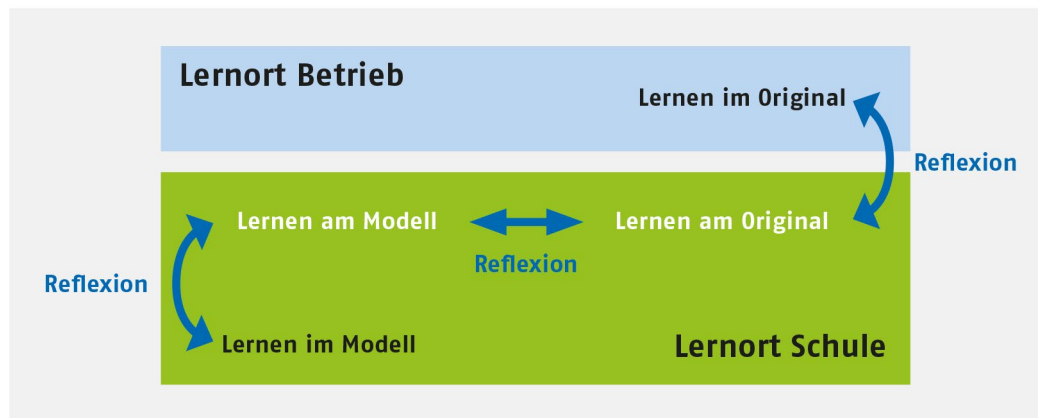 Lernort Betrieb
Lernen im Original
Reflexion
Lernen am Modell
Lernen am Original
Reflexion
Reflexion
Lernen im Modell
Lernort Schule